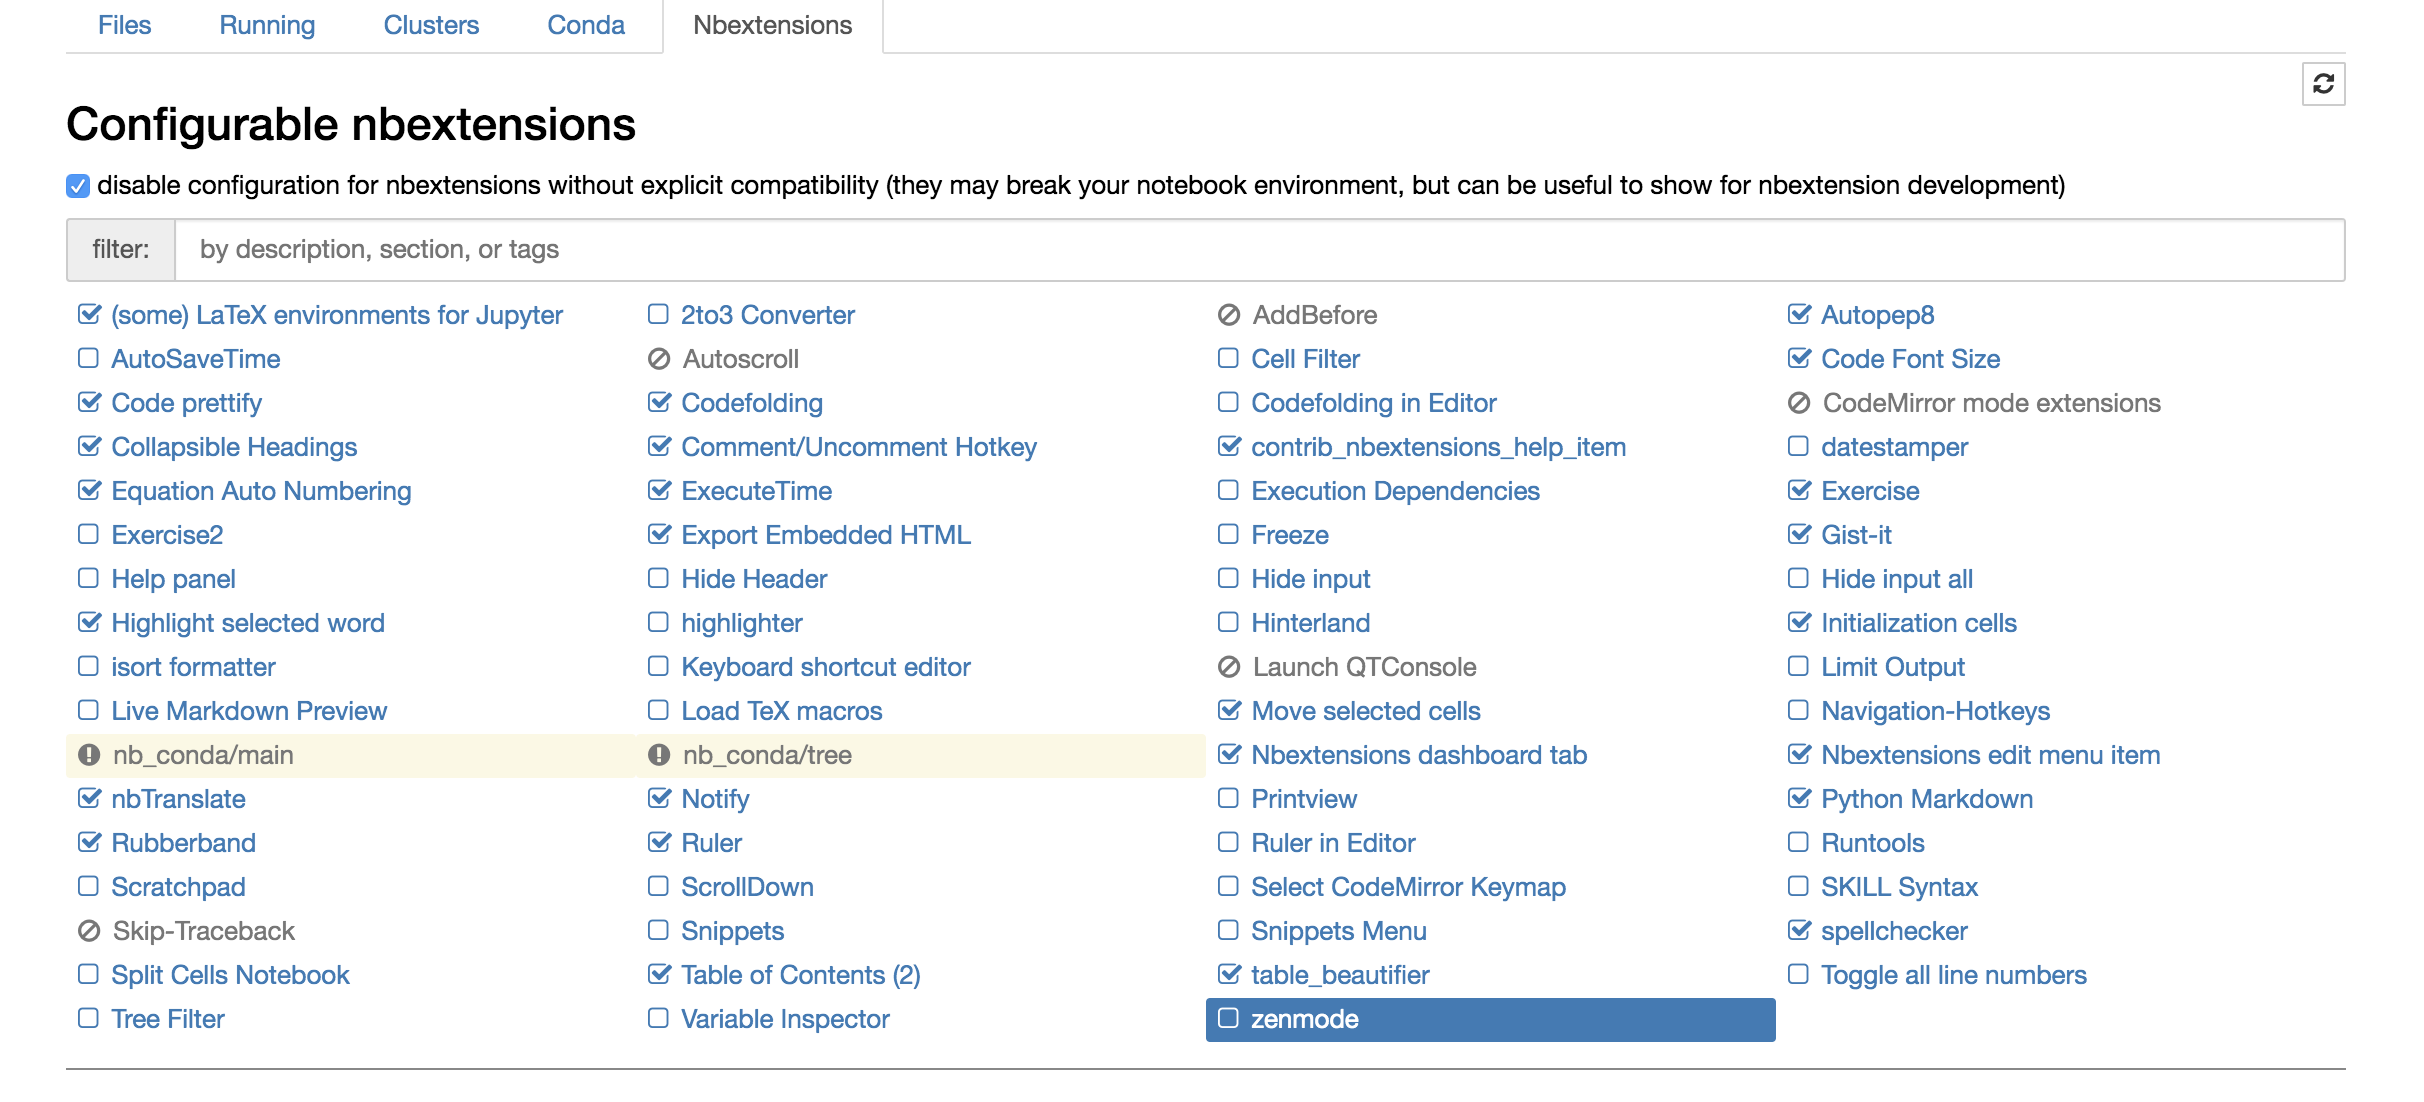 Files Running Clusters Conda Nbextensions
Configurable nbextensions
disable configuration for nbextensions without explicit compatibility (they may break your notebook environment, but can be useful to show for nbextension development)
filter: by description, section, or tags
(some) LaTeX environments for Jupyter 2to3 Converter AddBefore Autopep8
AutoSaveTime Autoscroll Cell Filter Code Font Size
Code prettify Codefolding Codefolding in Editor CodeMirror mode extensions
Collapsible Headings Comment/Uncomment Hotkey contrib_nbextensions_help_item datestamper
Equation Auto Numbering ExecuteTime Execution Dependencies Exercise
Exercise2 Export Embedded HTML Freeze Gist-it
Help panel Hide Header Hide input Hide input all
Highlight selected word highlighter Hinterland Initialization cells
isort formatter Keyboard shortcut editor Launch QTConsole Limit Output
Live Markdown Preview Load TeX macros Move selected cells Navigation-Hotkeys
nb_conda/main nb_conda/tree Nbextensions dashboard tab Nbextensions edit menu item
nbTranslate Notify Printview Python Markdown
Rubberband Ruler Ruler in Editor Runtools
Scratchpad ScrollDown Select CodeMirror Keymap SKILL Syntax
Skip-Traceback Snippets Snippets Menu spellchecker
Split Cells Notebook Table of Contents (2) table_beautifier Toggle all line numbers
Tree Filter Variable Inspector zenmode